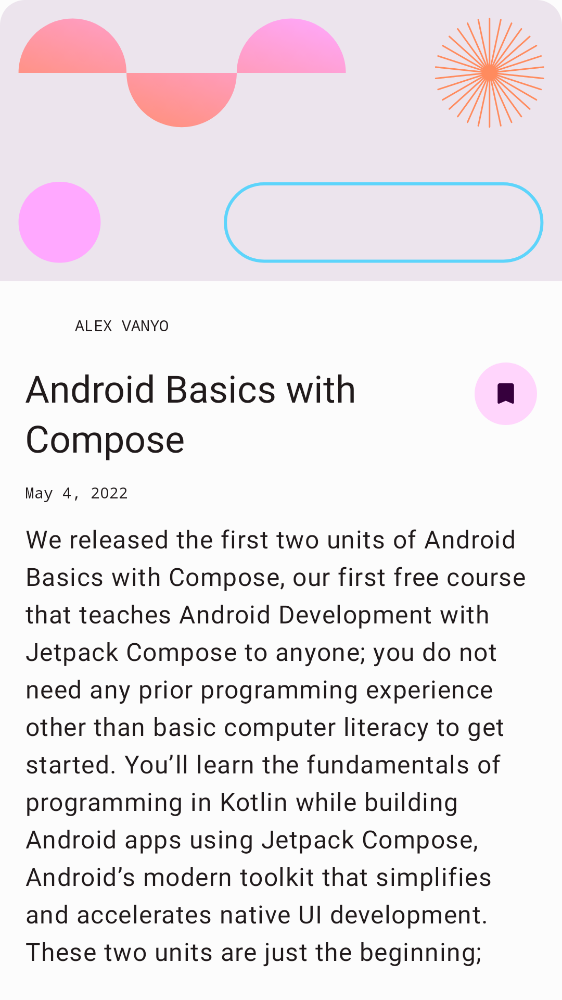 ALEX VANYO
Android Basics with
Compose
May 4, 2022
We released the first two units of Android
Basics with Compose, our first free course
that teaches Android Development with
Jetpack Compose to anyone; you do not
need any prior programming experience
other than basic computer literacy to get
started. You’ll learn the fundamentals of
programming in Kotlin while building
Android apps using Jetpack Compose,
Android’s modern toolkit that simplifies
and accelerates native UI development.
These two units are just the beginning;